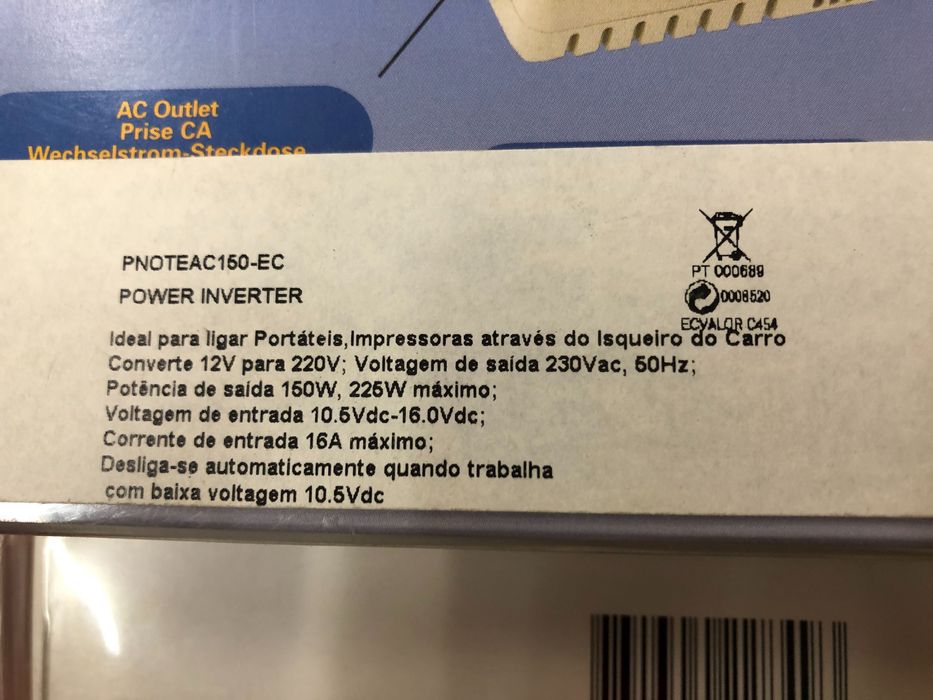 AC Outlet
Prise CA
Wechselstrom-Steckdose
PNOTEAC150-EC
POWER INVERTER
PT 000689
0008520
ECVALOR C454
Ideal para ligar Portáteis,Impressoras através do Isqueiro do Carro
Converte 12V para 220V; Voltagem de saída 230Vac, 50Hz;
Potência de saída 150W, 225W máximo;
Voltagem de entrada 10.5Vdc-16.0Vdc;
Corrente de entrada 16A máximo;
Desliga-se automaticamente quando trabalha
com baixa voltagem 10.5Vdc